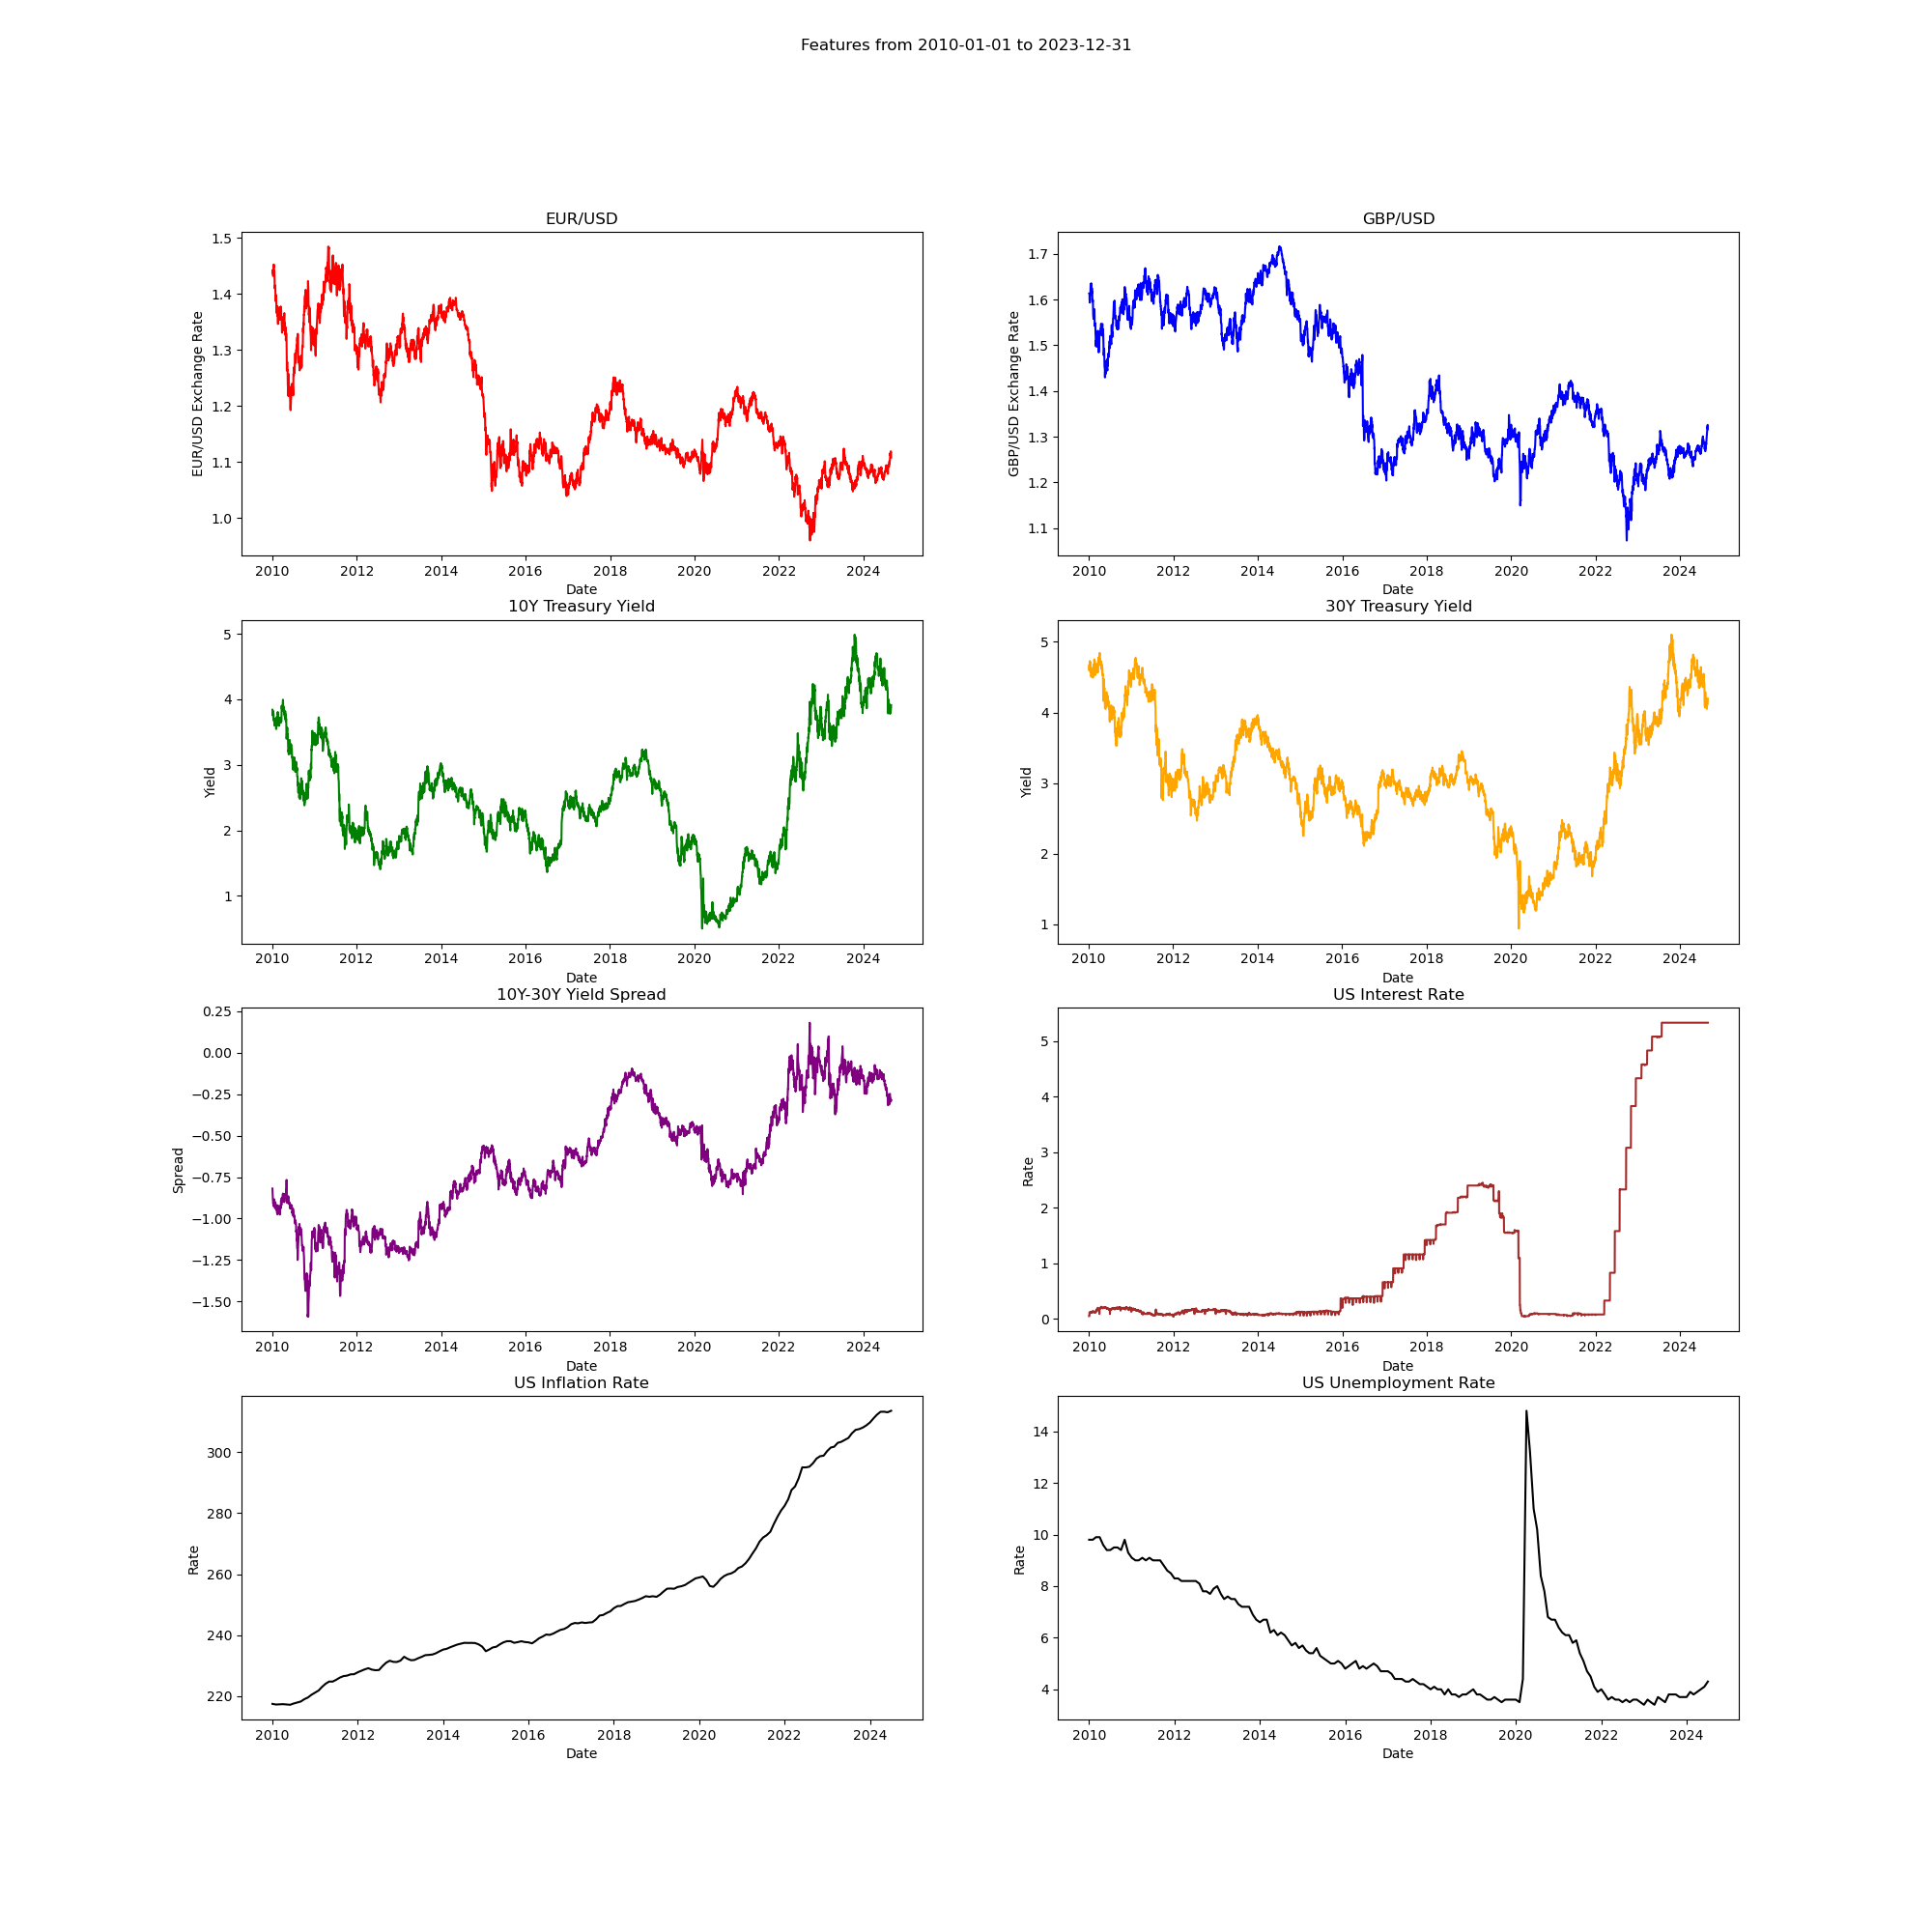 Features from 2010-01-01 to 2023-12-31
EUR/USD
EUR/USD Exchange Rate
1.5
1.4
1.3
1.2
1.1
1.0
2010 2012 2014 2016 2018 2020 2022 2024
Date
GBP/USD
GBP/USD Exchange Rate
1.7
1.6
1.5
1.4
1.3
1.2
1.1
2010 2012 2014 2016 2018 2020 2022 2024
Date
10Y Treasury Yield
Yield
5
4
3
2
1
2010 2012 2014 2016 2018 2020 2022 2024
Date
30Y Treasury Yield
Yield
5
4
3
2
1
2010 2012 2014 2016 2018 2020 2022 2024
Date
10Y-30Y Yield Spread
Spread
0.25
0.00
−0.25
−0.50
−0.75
−1.00
−1.25
−1.50
2010 2012 2014 2016 2018 2020 2022 2024
Date
US Interest Rate
Rate
5
4
3
2
1
0
2010 2012 2014 2016 2018 2020 2022 2024
Date
US Inflation Rate
Rate
300
280
260
240
220
2010 2012 2014 2016 2018 2020 2022 2024
Date
US Unemployment Rate
Rate
14
12
10
8
6
4
2010 2012 2014 2016 2018 2020 2022 2024
Date